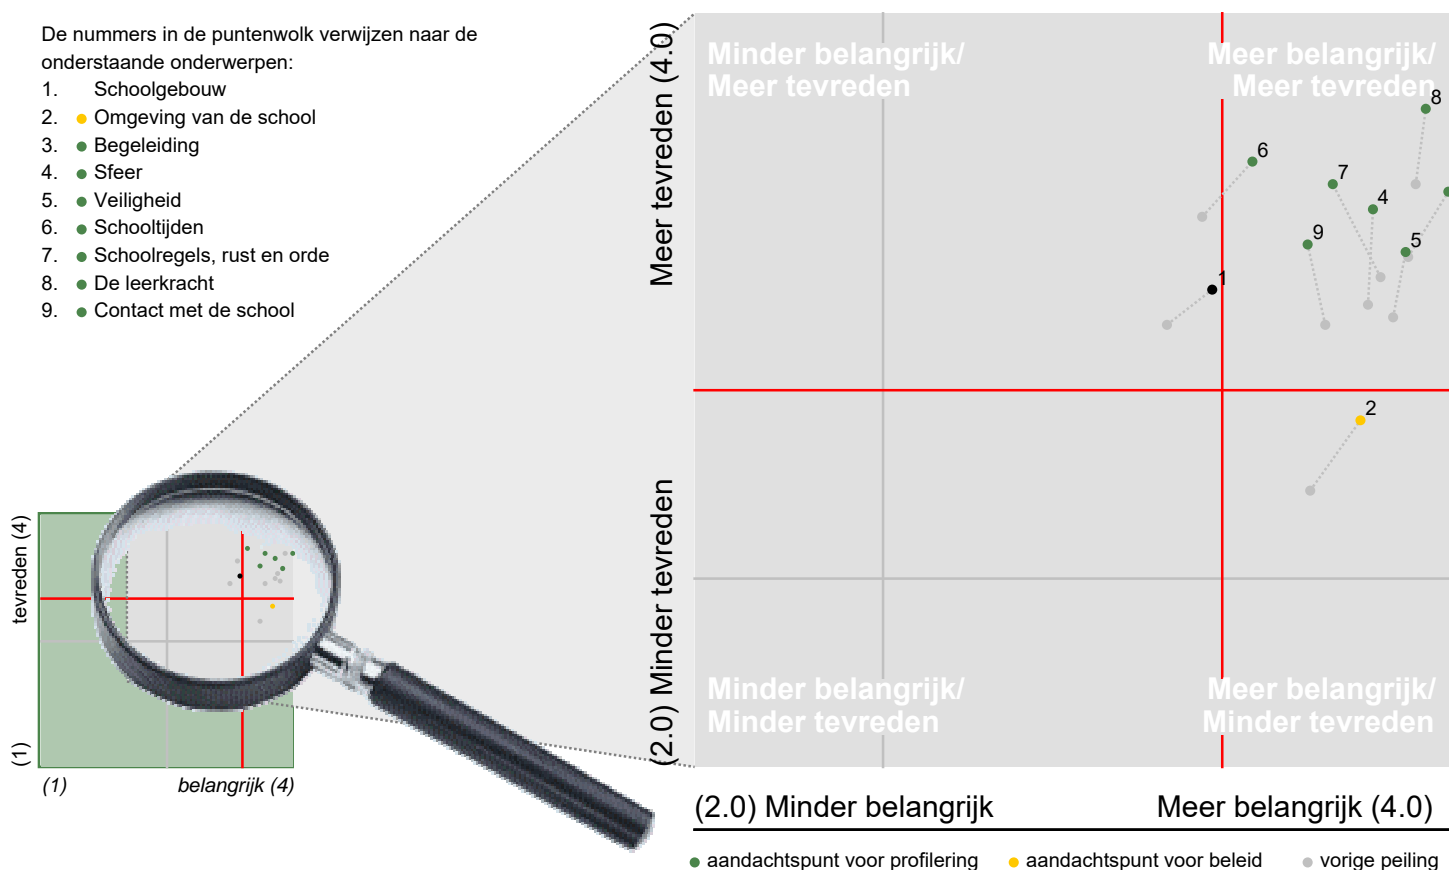 De nummers in de puntenwolk verwijzen naar de
onderstaande onderwerpen:
1. Schoolgebouw
2. Omgeving van de school
3. Begeleiding
4. Sfeer
5. Veiligheid
6. Schooltijden
7. Schoolregels, rust en orde
8. De leerkracht
9. Contact met de school
tevreden (4)
(1)
(1)
belangrijk (4)
Meer tevreden (4.0)
(2.0) Minder tevreden
Minder belangrijk/
Meer tevreden
Meer belangrijk/
Meer tevreden
8
6
7
4
9
5
1
2
Minder belangrijk/
Minder tevreden
Meer belangrijk/
Minder tevreden
(2.0) Minder belangrijk
Meer belangrijk (4.0)
aandachtspunt voor profilering
aandachtspunt voor beleid
vorige peiling